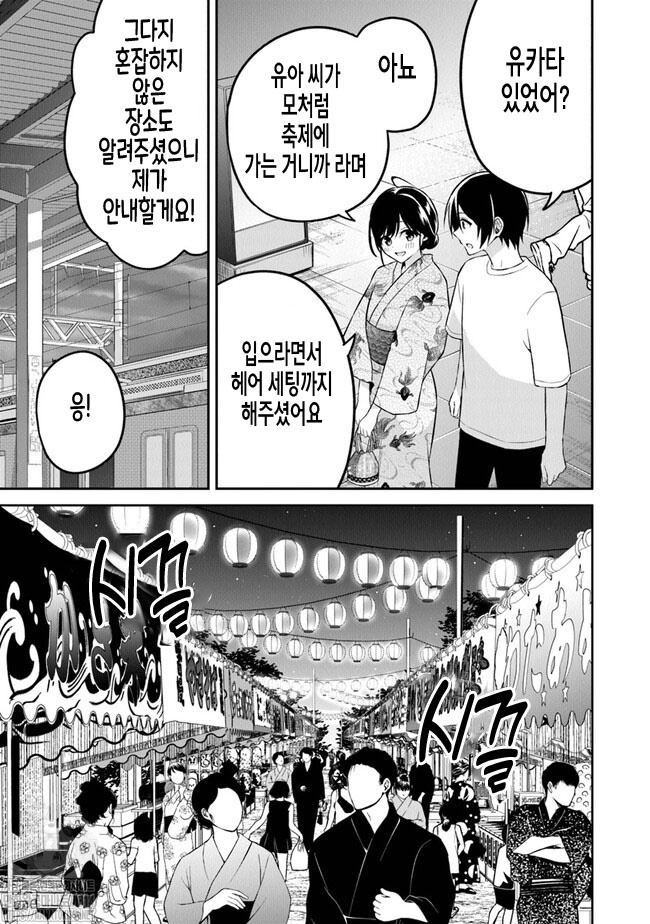 유카타
있었어?
아뇨
유아 씨가
모처럼
축제에
가는 거니까 라며
입으라면서
헤어 세팅까지
해주셨어요
그다지
혼잡하지
않은
장소도
알려주셨으니
제가
안내할게요!
응!
시끌
시끌